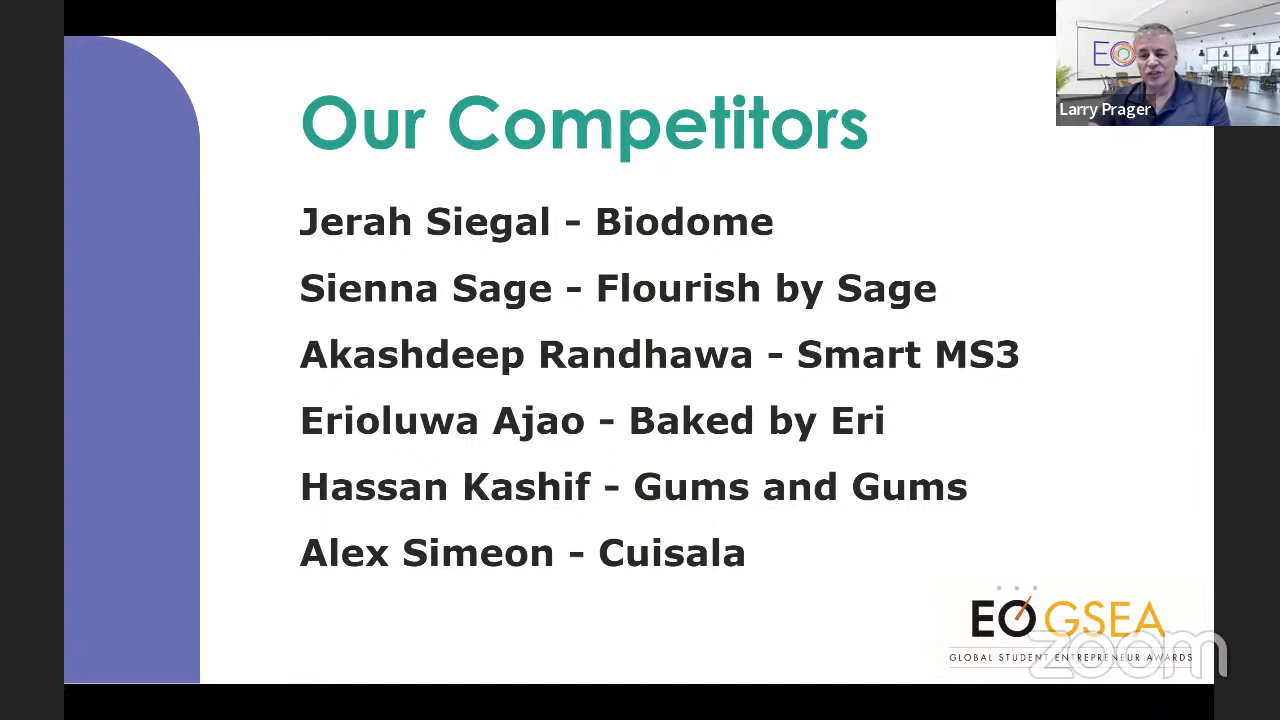 Our Competitors
EO
Larry Prager
Jerah Siegal - Biodome
Sienna Sage - Flourish by Sage
Akashdeep Randhawa - Smart MS3
Erioluwa Ajao - Baked by Eri
Hassan Kashif - Gums and Gums
Alex Simeon - Cuisala
EO GSEA
GLOBAL STUDENT ENTREPRENEUR AWARDS
zoom